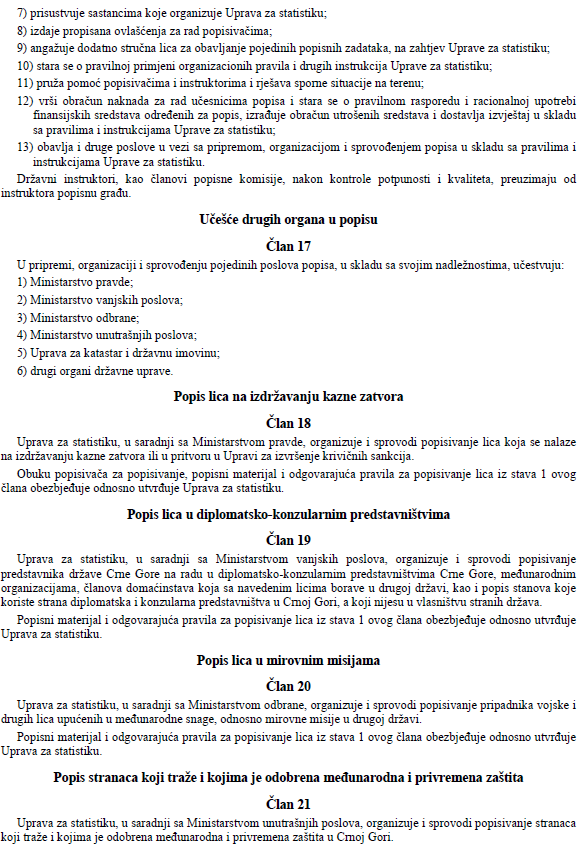 7) prisustvuje sastancima koje organizuje Uprava za statistiku;
8) izdaje propisana ovlašćenja za rad popisivačima;
9) angažuje dodatno stručna lica za obavljanje pojedinih popisnih zadataka, na zahtjev Uprave za statistiku;
10) stara se o pravilnoj primjeni organizacionih pravila i drugih instrukcija Uprave za statistiku;
11) pruža pomoć popisivačima i instruktorima i rješava sporne situacije na terenu;
12) vrši obračun naknada za rad učesnicima popisa i stara se o pravilnom rasporedu i racionalnoj upotrebi
finansijskih sredstava određenih za popis, izrađuje obračun utrošenih sredstava i dostavlja izvještaj u skladu
sa pravilima i instrukcijama Uprave za statistiku;
13) obavlja i druge poslove u vezi sa pripremom, organizacijom i sprovođenjem popisa u skladu sa pravilima i
instrukcijama Uprave za statistiku.
Državni instruktori, kao članovi popisne komisije, nakon kontrole potpunosti i kvaliteta, preuzimaju od
instruktora popisnu građu.
Učešće drugih organa u popisu
Član 17
U pripremi, organizaciji i sprovođenju pojedinih poslova popisa, u skladu sa svojim nadležnostima, učestvuju:
1) Ministarstvo pravde;
2) Ministarstvo vanjskih poslova;
3) Ministarstvo odbrane;
4) Ministarstvo unutrašnjih poslova;
5) Uprava za katastar i državnu imovinu;
6) drugi organi državne uprave.
Popis lica na izdržavanju kazne zatvora
Član 18
Uprava za statistiku, u saradnji sa Ministarstvom pravde, organizuje i sprovodi popisivanje lica koja se nalaze
na izdržavanju kazne zatvora ili u pritvoru u Upravi za izvršenje krivičnih sankcija.
Obuku popisivača za popisivanje, popisni materijal i odgovarajuća pravila za popisivanje lica iz stava 1 ovog
člana obezbjeđuje odnosno utvrđuje Uprava za statistiku.
Popis lica u diplomatsko-konzularnim predstavništvima
Član 19
Uprava za statistiku, u saradnji sa Ministarstvom vanjskih poslova, organizuje i sprovodi popisivanje
predstavnika države Crne Gore na radu u diplomatsko-konzularnim predstavništvima Crne Gore, međunarodnim
organizacijama, članova domaćinstava koja sa navedenim licima borave u drugoj državi, kao i popis stanova koje
koriste strana diplomatska i konzularna predstavništva u Crnoj Gori, a koji nijesu u vlasništvu stranih država.
Popisni materijal i odgovarajuća pravila za popisivanje lica iz stava 1 ovog člana obezbjeđuje odnosno utvrđuje
Uprava za statistiku.
Popis lica u mirovnim misijama
Član 20
Uprava za statistiku, u saradnji sa Ministarstvom odbrane, organizuje i sprovodi popisivanje pripadnika vojske i
drugih lica upućenih u međunarodne snage, odnosno mirovne misije u drugoj državi.
Popisni materijal i odgovarajuća pravila za popisivanje lica iz stava 1 ovog člana obezbjeđuje odnosno utvrđuje
Uprava za statistiku.
Popis stranaca koji traže i kojima je odobrena međunarodna i privremena zaštita
Član 21
Uprava za statistiku, u saradnji sa Ministarstvom unutrašnjih poslova, organizuje i sprovodi popisivanje stranaca
koji traže i kojima je odobrena međunarodna i privremena zaštita u Crnoj Gori.